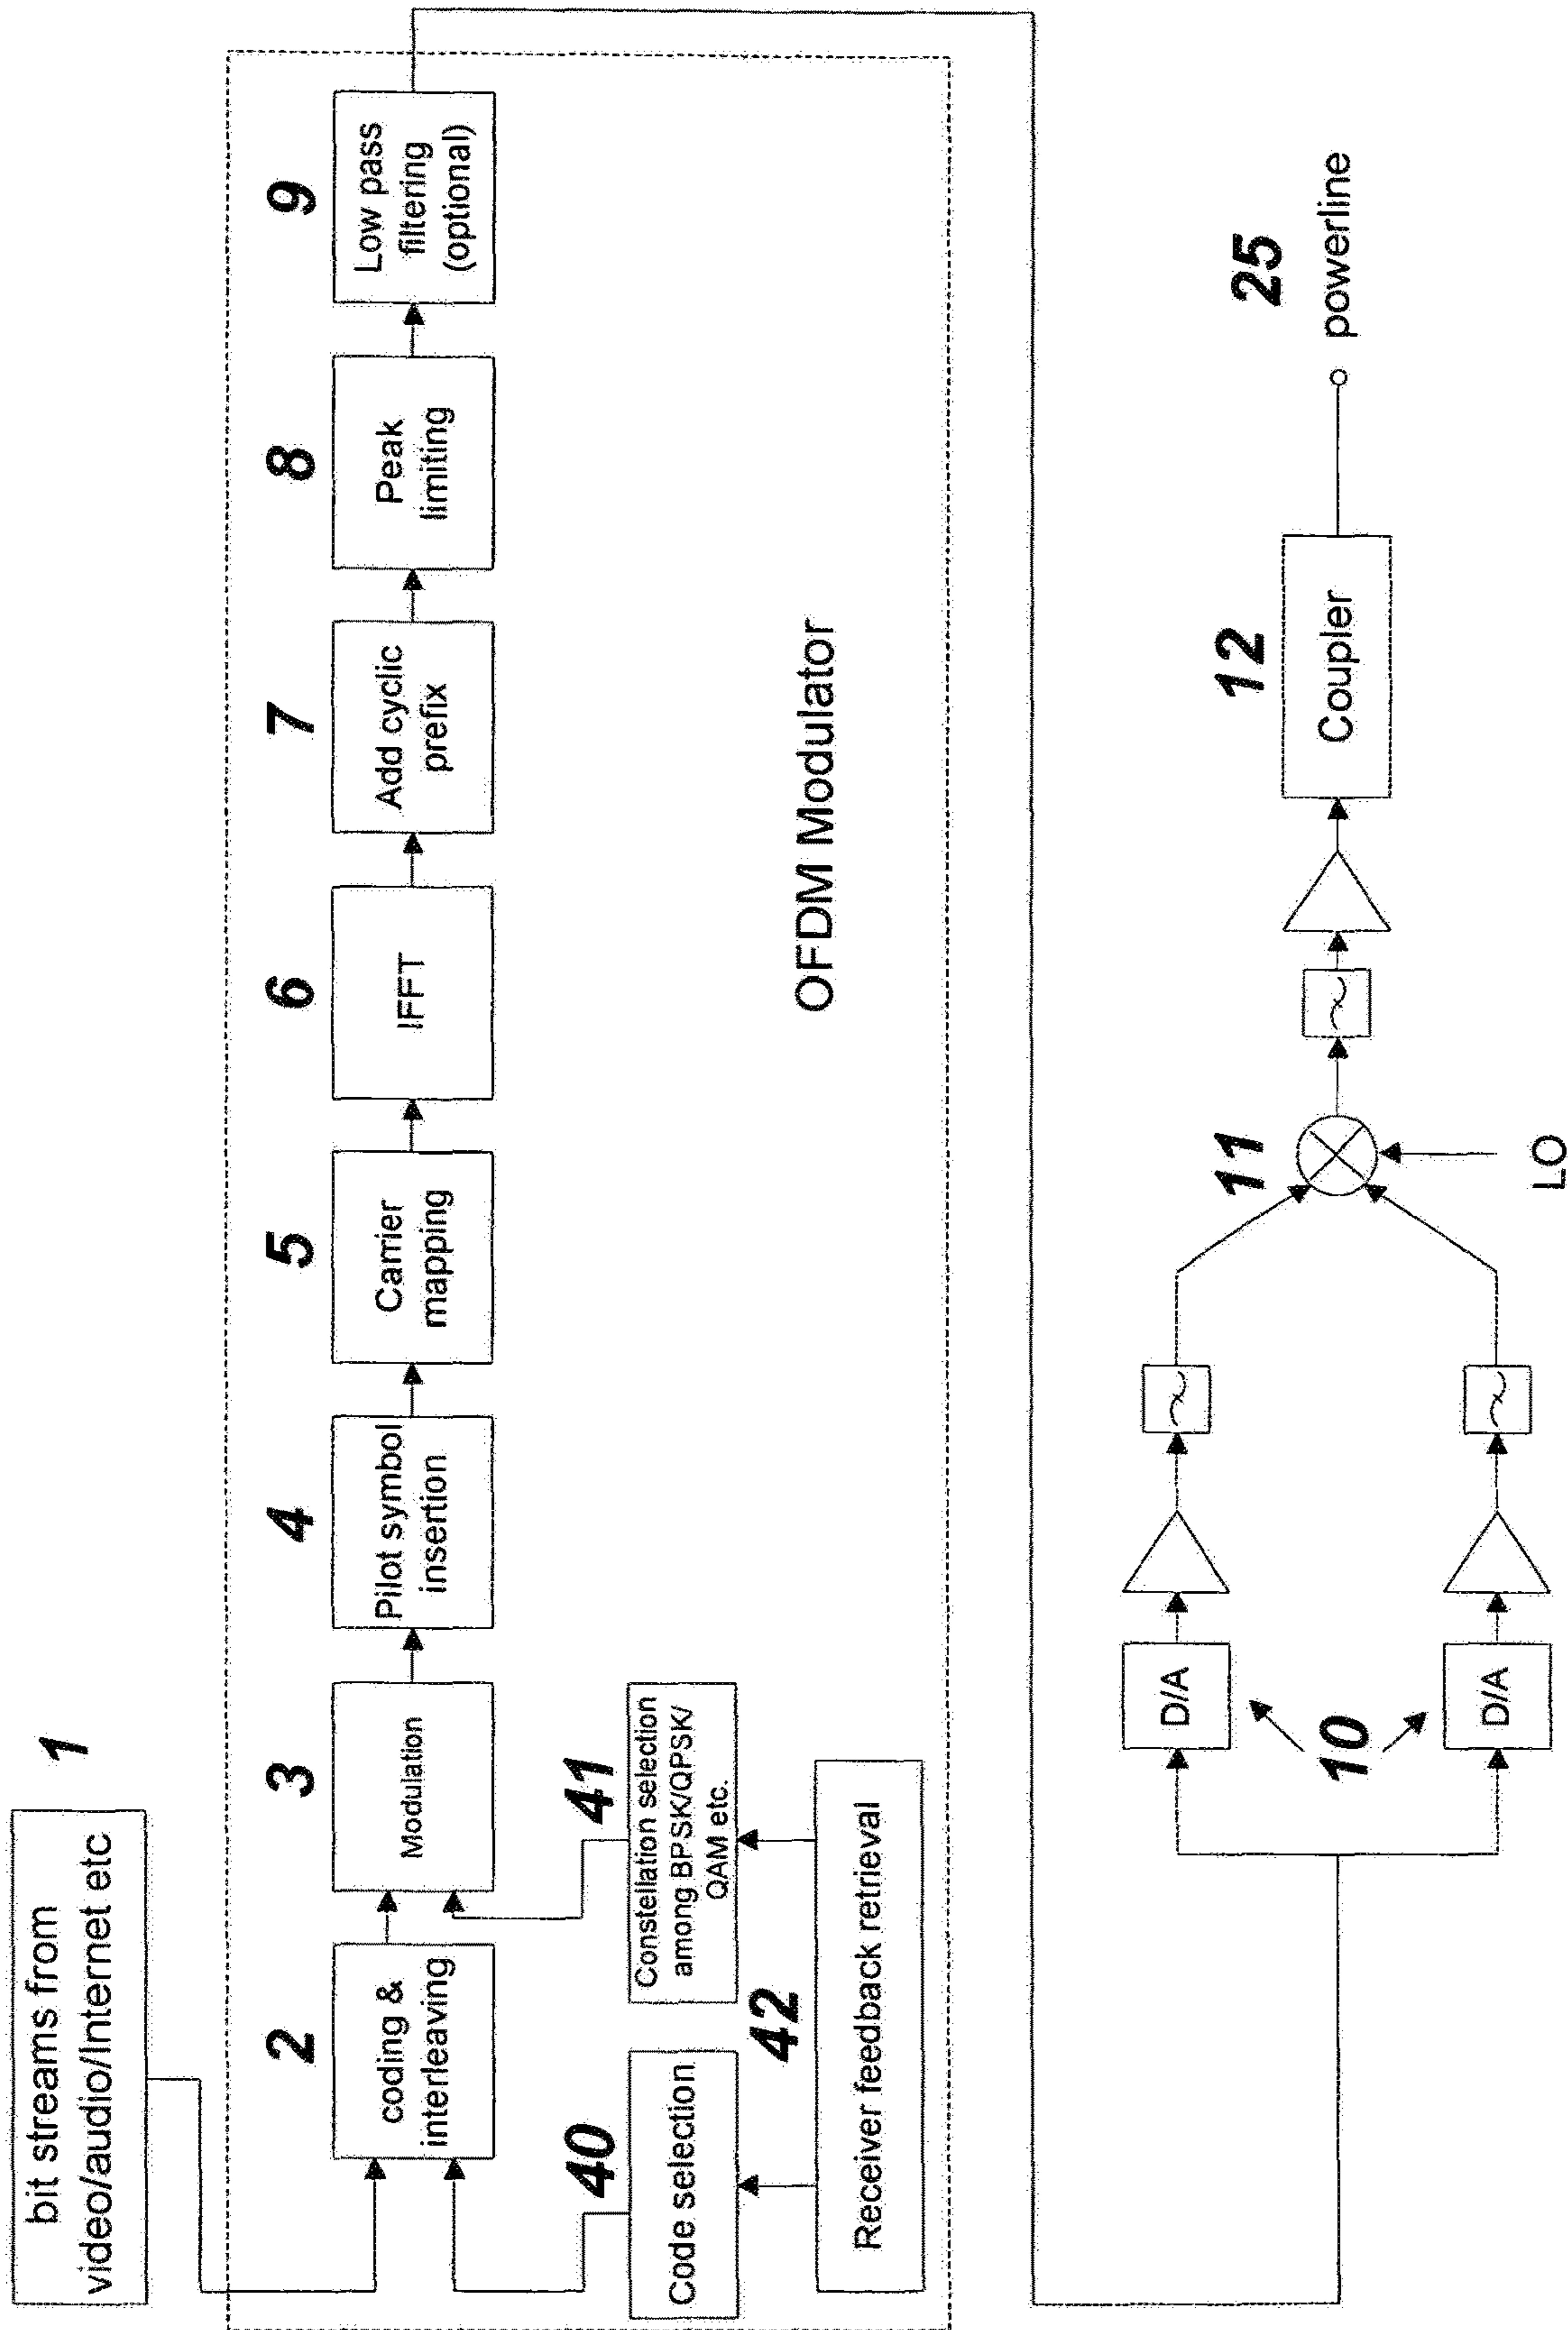 bit streams from
video/audio/Internet etc
1
2
coding &
interleaving
3
Modulation
4
Pilot symbol
insertion
5
Carrier
mapping
6
IFFT
7
Add cyclic
prefix
8
Peak
limiting
9
Low pass
filtering
(optional)
40
Code selection
41
Constellation selection
among BPSK/QPSK/
QAM etc.
42
Receiver feedback retrieval
OFDM Modulator
D/A
10
D/A
11
LO
12
Coupler
25
powerline